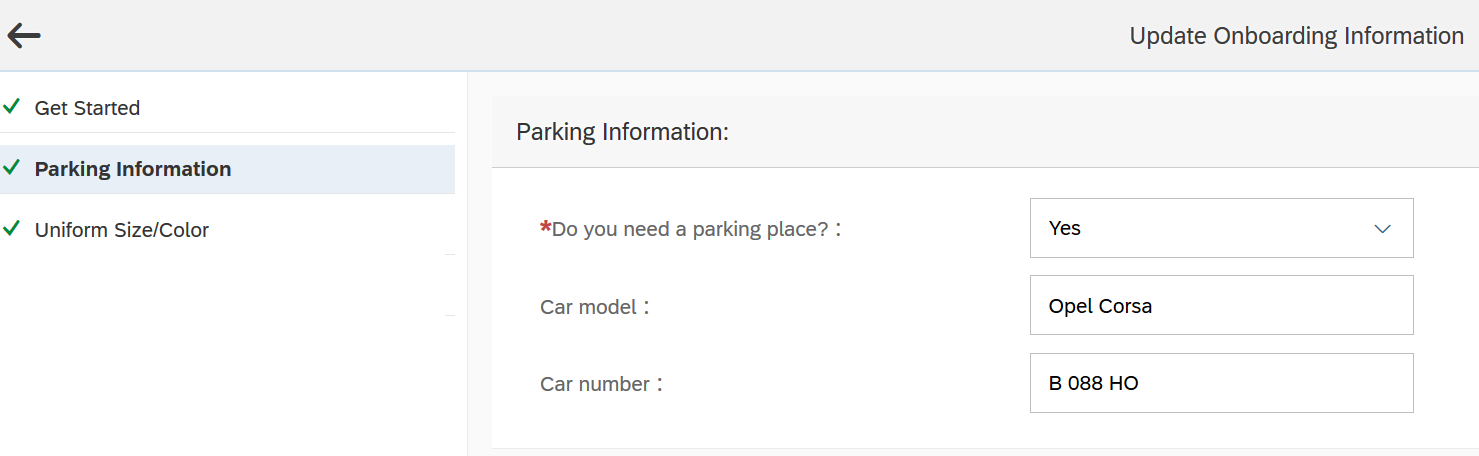 Update Onboarding Information
Get Started
Parking Information
Uniform Size/Color
Parking Information:
*Do you need a parking place? :
Yes
Car model :
Opel Corsa
Car number :
B 088 HO